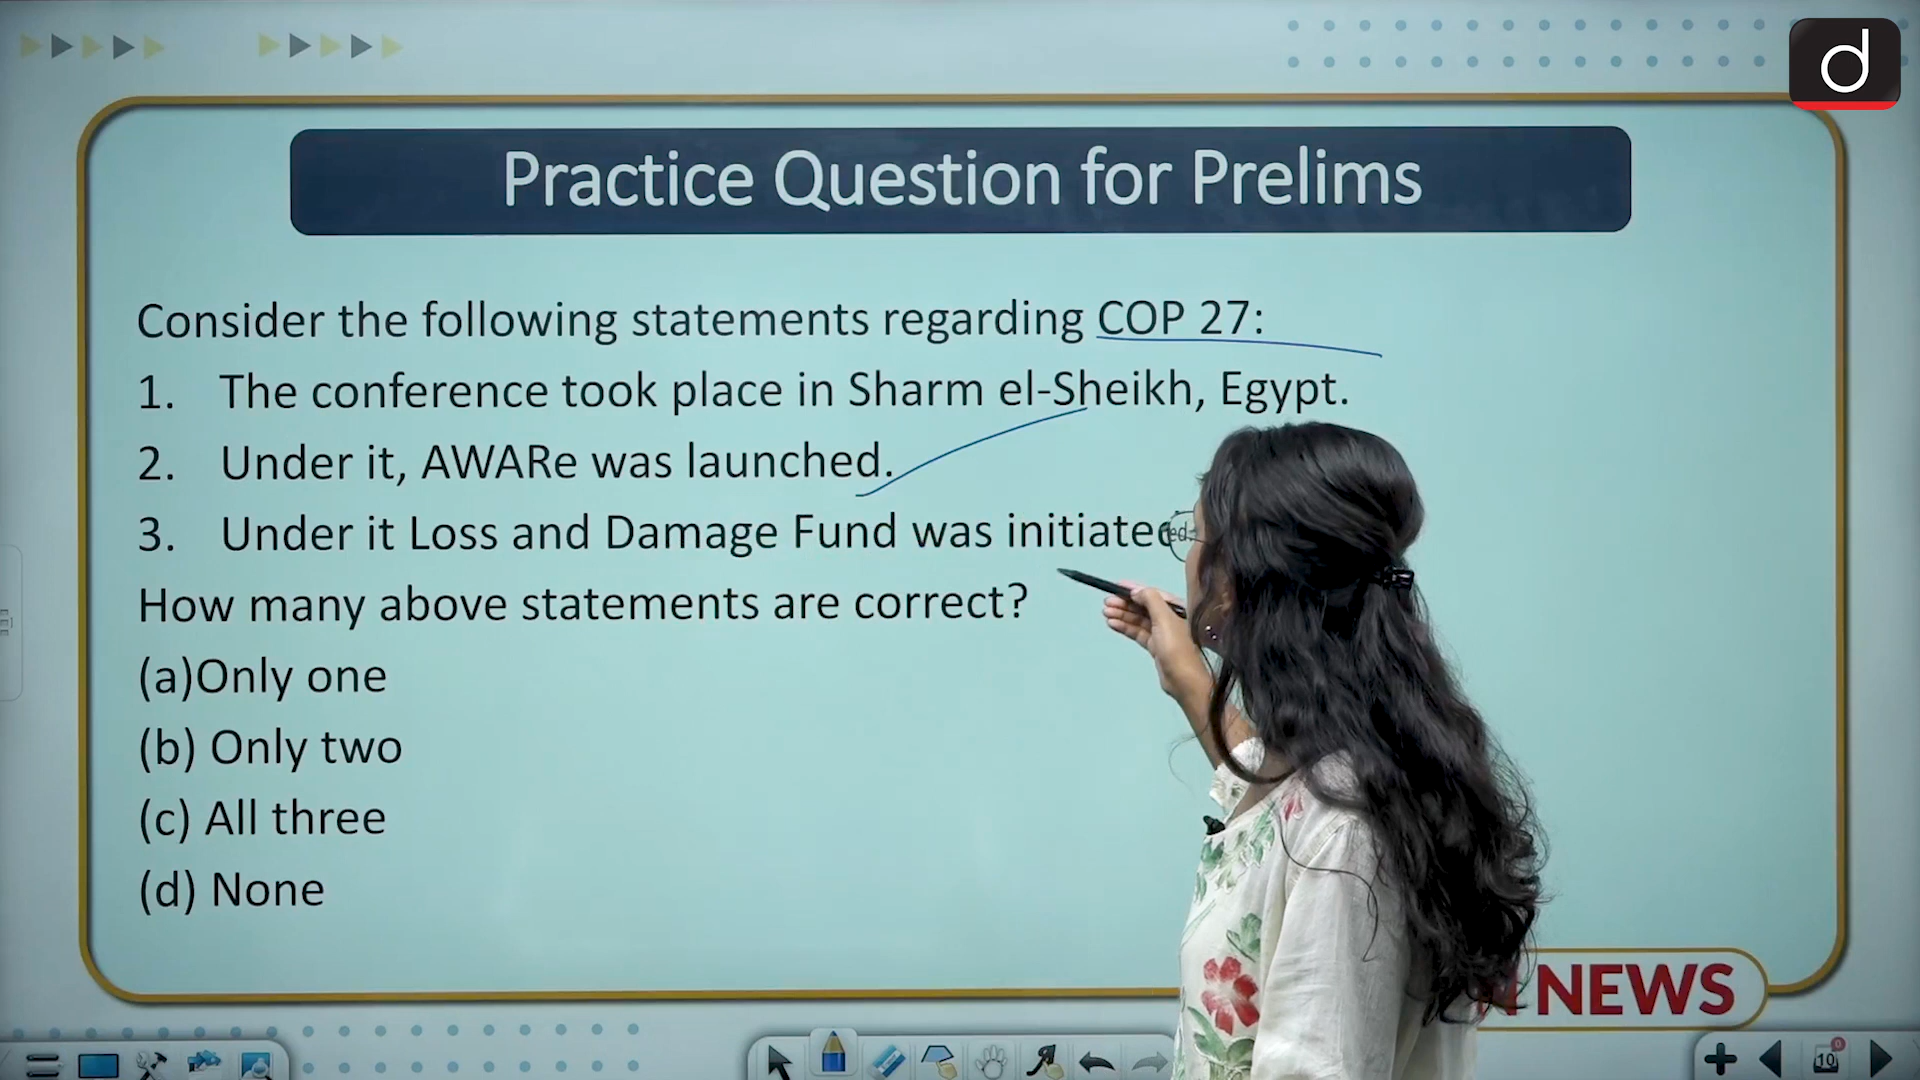 d
Practice Question for Prelims
Consider the following statements regarding COP 27:
1. The conference took place in Sharm el-Sheikh, Egypt.
2. Under it, AWARe was launched.
3. Under it Loss and Damage Fund was initiated.
How many above statements are correct?
(a)Only one
(b) Only two
(c) All three
(d) None
NEWS
10
0